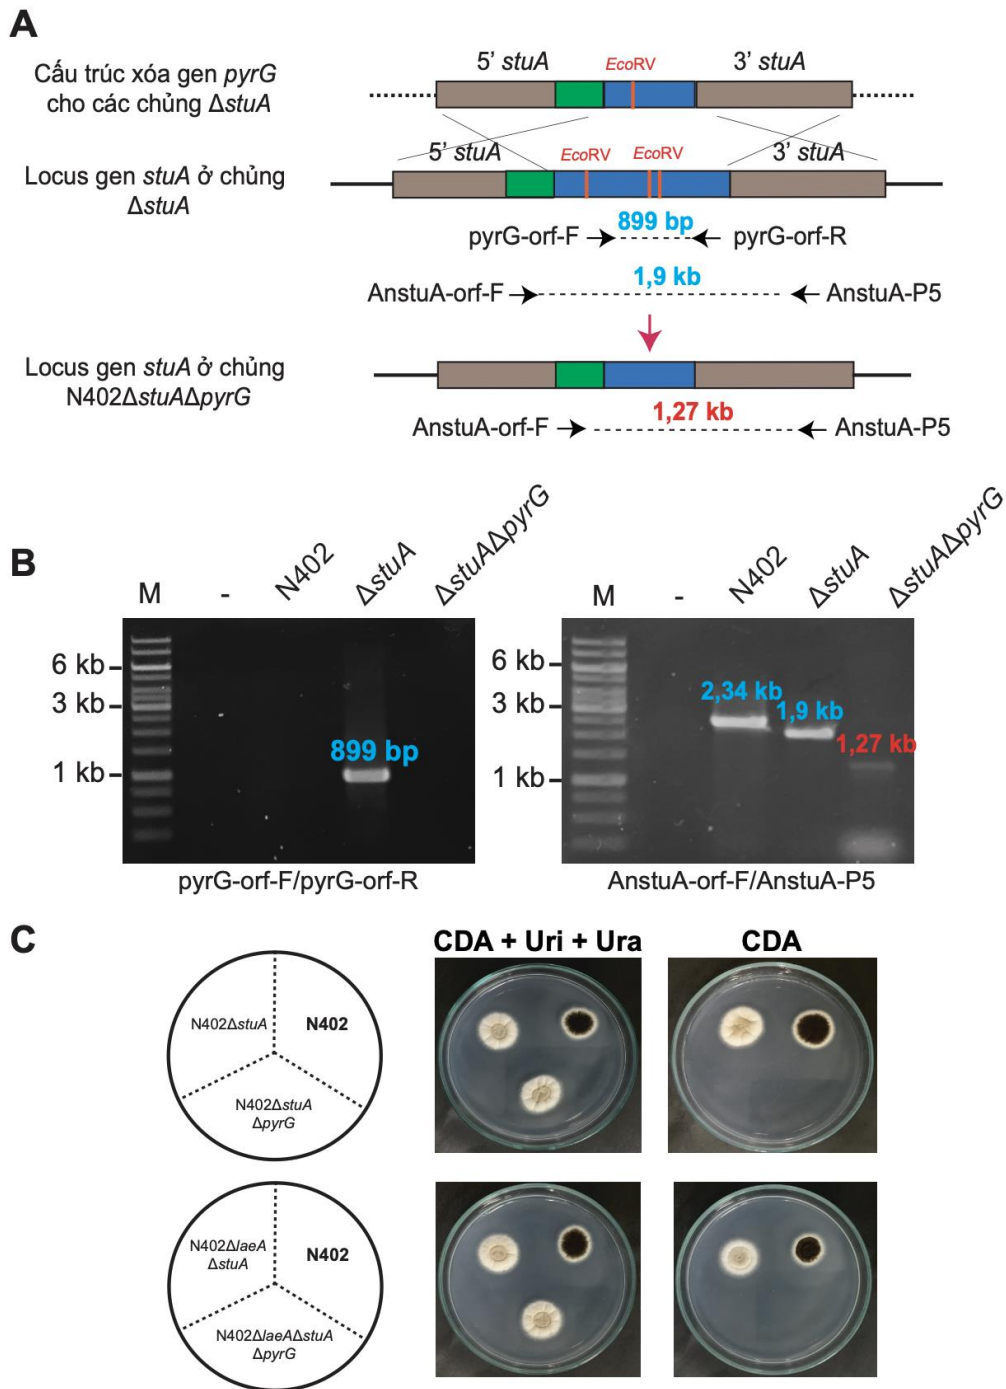 A
5' stuA
EcoRV
3' stuA
Cấu trúc xóa gen pyrG
cho các chủng ΔstuA
5' stuA
EcoRV
EcoRV
3' stuA
Locus gen stuA ở chủng
ΔstuA
899 bp
pyrG-orf-F
pyrG-orf-R
1,9 kb
AnstuA-orf-F
AnstuA-P5
Locus gen stuA ở chủng
N402ΔstuAΔpyrG
1,27 kb
AnstuA-orf-F
AnstuA-P5
B
M
-
N402
ΔstuA
ΔstuAΔpyrG
6 kb
3 kb
1 kb
899 bp
pyrG-orf-F/pyrG-orf-R
M
-
N402
ΔstuA
ΔstuAΔpyrG
6 kb
3 kb
1 kb
2,34 kb
1,9 kb
1,27 kb
AnstuA-orf-F/AnstuA-P5
C
CDA + Uri + Ura
CDA
N402ΔstuA
N402
N402ΔstuA
ΔpyrG
N402ΔlaeA
ΔstuA
N402
N402ΔlaeAΔstuA
ΔpyrG